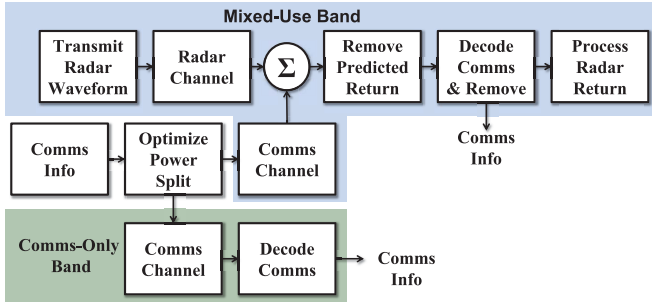 Mixed-Use Band
Transmit
Radar
Waveform
Radar
Channel
Σ
Remove
Predicted
Return
Decode
Comms
& Remove
Process
Radar
Return
Comms
Info
Comms
Info
Optimize
Power
Split
Comms
Channel
Comms-Only
Band
Comms
Channel
Decode
Comms
Comms
Info